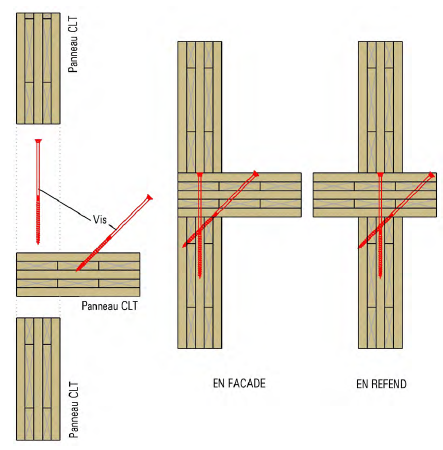 Panneau CLT
Vis
Panneau CLT
Panneau CLT
EN FACADE
EN REFEND